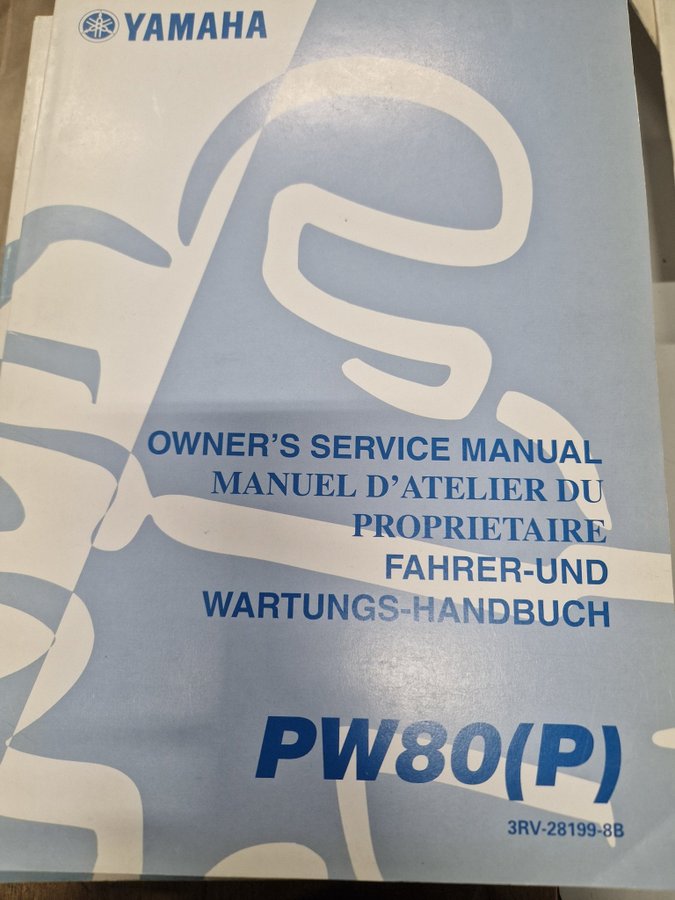 YAMAHA
OWNER'S SERVICE MANUAL
MANUEL D'ATELIER DU
PROPRIETAIRE
FAHRER-UND
WARTUNGS-HANDBUCH
PW80(P)
3RV-28199-8B